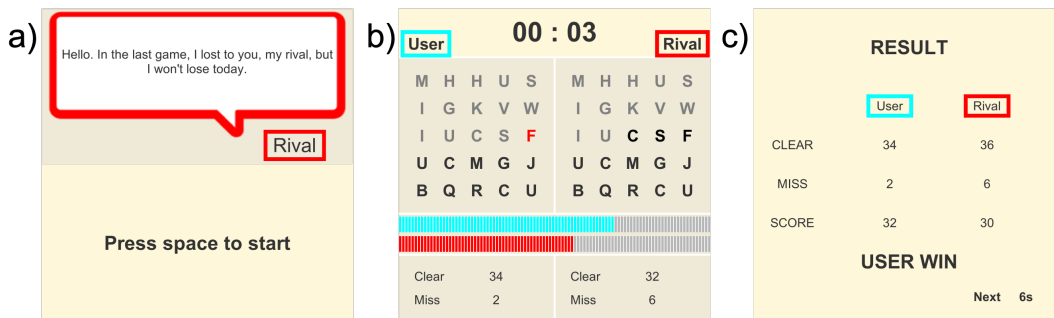 a)
Hello. In the last game, I lost to you, my rival, but
I won't lose today.
Rival
Press space to start
b)
User
00 : 03
Rival
M H H U S
I G K V W
I U C S F
U C M G J
B Q R C U
M H H U S
I G K V W
I U C S F
U C M G J
B Q R C U
Clear 34
Miss 2
Clear 32
Miss 6
c)
RESULT
User Rival
CLEAR 34 36
MISS 2 6
SCORE 32 30
USER WIN
Next 6s